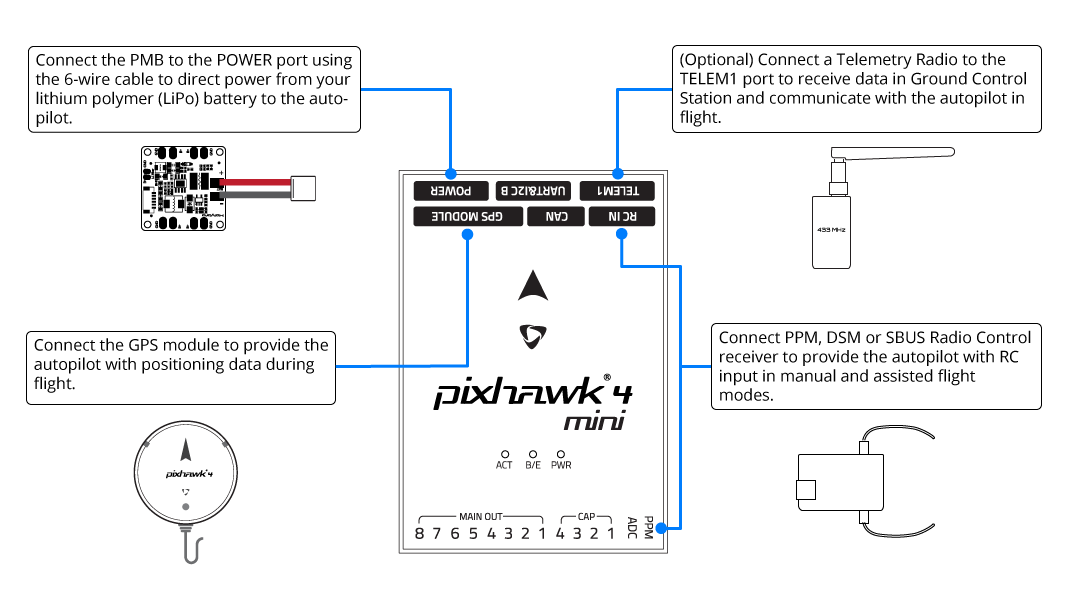 Connect the PMB to the POWER port using
the 6-wire cable to direct power from your
lithium polymer (LiPo) battery to the auto-
pilot.
(Optional) Connect a Telemetry Radio to the
TELEM1 port to receive data in Ground Control
Station and communicate with the autopilot in
flight.
433 MHz
POWER
UART&I2C B
TELEM1
GPS MODULE
CAN
RC IN
Connect the GPS module to provide the
autopilot with positioning data during
flight.
pixhawk 4
Connect PPM, DSM or SBUS Radio Control
receiver to provide the autopilot with RC
input in manual and assisted flight
modes.
pixhawk® 4
mini
ACT B/E PWR
MAIN OUT
8 7 6 5 4 3 2 1
CAP
4 3 2 1
ADC
PPM